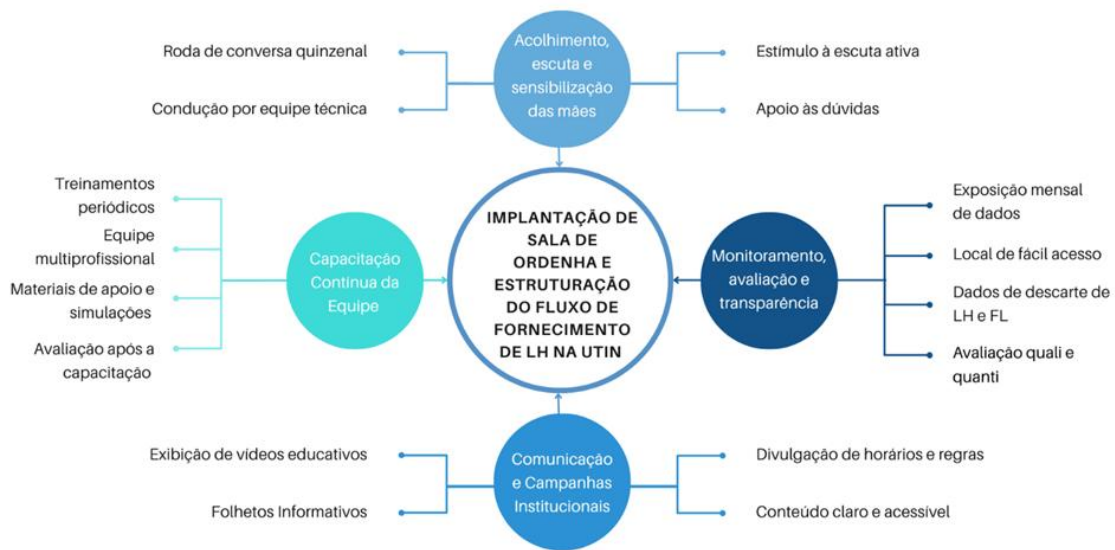 Roda de conversa quinzenal
Condução por equipe técnica
Acolhimento,
escuta e
sensibilização
das mães
Estímulo à escuta ativa
Apoio às dúvidas
Treinamentos
periódicos
Equipe
multiprofissional
Materiais de apoio e
simulações
Avaliação após a
capacitação
Capacitação
Contínua da
Equipe
IMPLANTAÇÃO DE
SALA DE
ORDENHA E
ESTRUTURAÇÃO
DO FLUXO DE
FORNECIMENTO
DE LH NA UTIN
Monitoramento,
avaliação e
transparência
Exposição mensal
de dados
Local de fácil acesso
Dados de descarte de
LH e FL
Avaliação quali e
quanti
Exibição de vídeos educativos
Folhetos Informativos
Comunicação
e Campanhas
Institucionais
Divulgação de horários e regras
Conteúdo claro e acessível